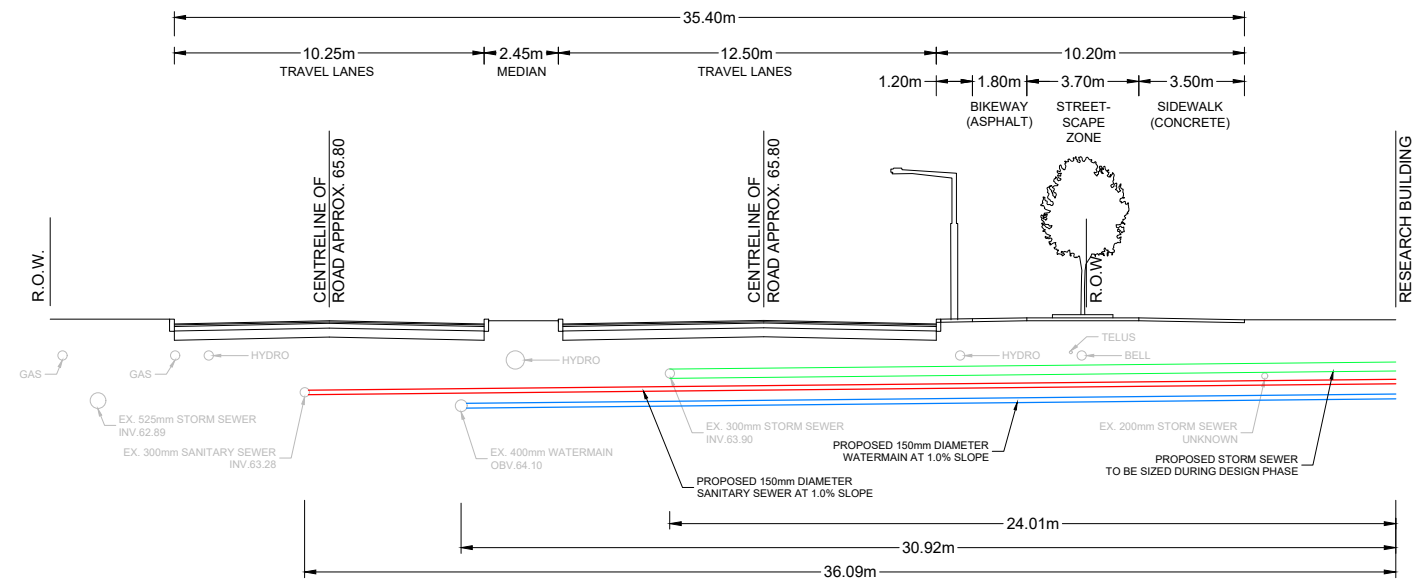 35.40m
10.25m
TRAVEL LANES
2.45m
MEDIAN
12.50m
TRAVEL LANES
10.20m
1.20m
1.80m
BIKEWAY
(ASPHALT)
3.70m
STREET-
SCAPE
ZONE
3.50m
SIDEWALK
(CONCRETE)
R.O.W.
CENTRELINE OF
ROAD APPROX. 65.80
CENTRELINE OF
ROAD APPROX. 65.80
R.O.W.
RESEARCH BUILDING
GAS
GAS
HYDRO
HYDRO
HYDRO
TELUS
BELL
EX. 525mm STORM SEWER
INV.62.89
EX. 300mm SANITARY SEWER
INV.63.28
EX. 400mm WATERMAIN
OBV.64.10
EX. 300mm STORM SEWER
INV.63.90
PROPOSED 150mm DIAMETER
WATERMAIN AT 1.0% SLOPE
EX. 200mm STORM SEWER
UNKNOWN
PROPOSED STORM SEWER
TO BE SIZED DURING DESIGN PHASE
PROPOSED 150mm DIAMETER
SANITARY SEWER AT 1.0% SLOPE
24.01m
30.92m
36.09m